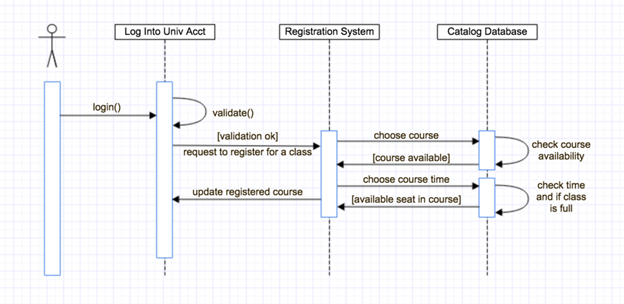 Log Into Univ Acct
Registration System
Catalog Database
login()
validate()
[validation ok]
request to register for a class
choose course
check course
availability
[course available]
choose course time
update registered course
[available seat in course]
check time
and if class
is full